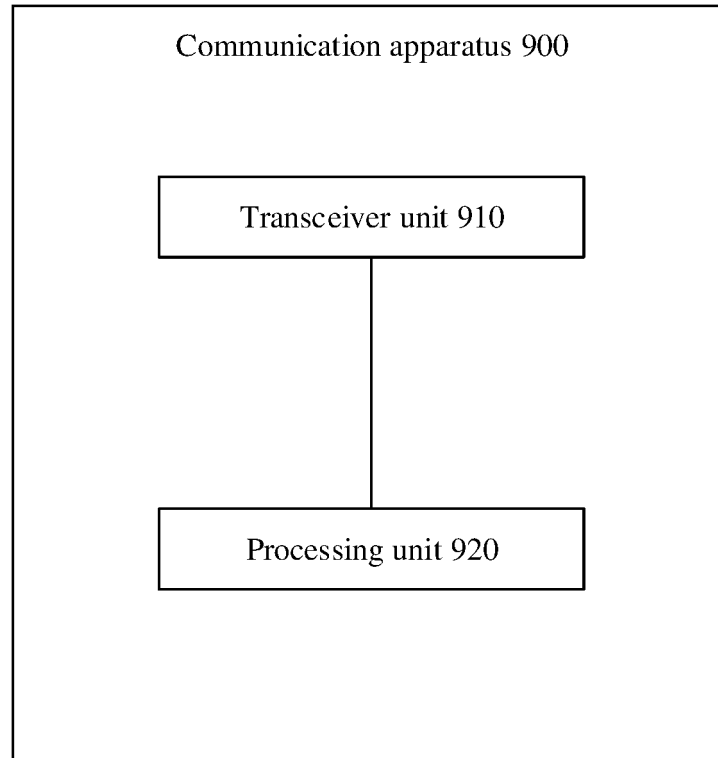 Communication apparatus 900
Transceiver unit 910
Processing unit 920